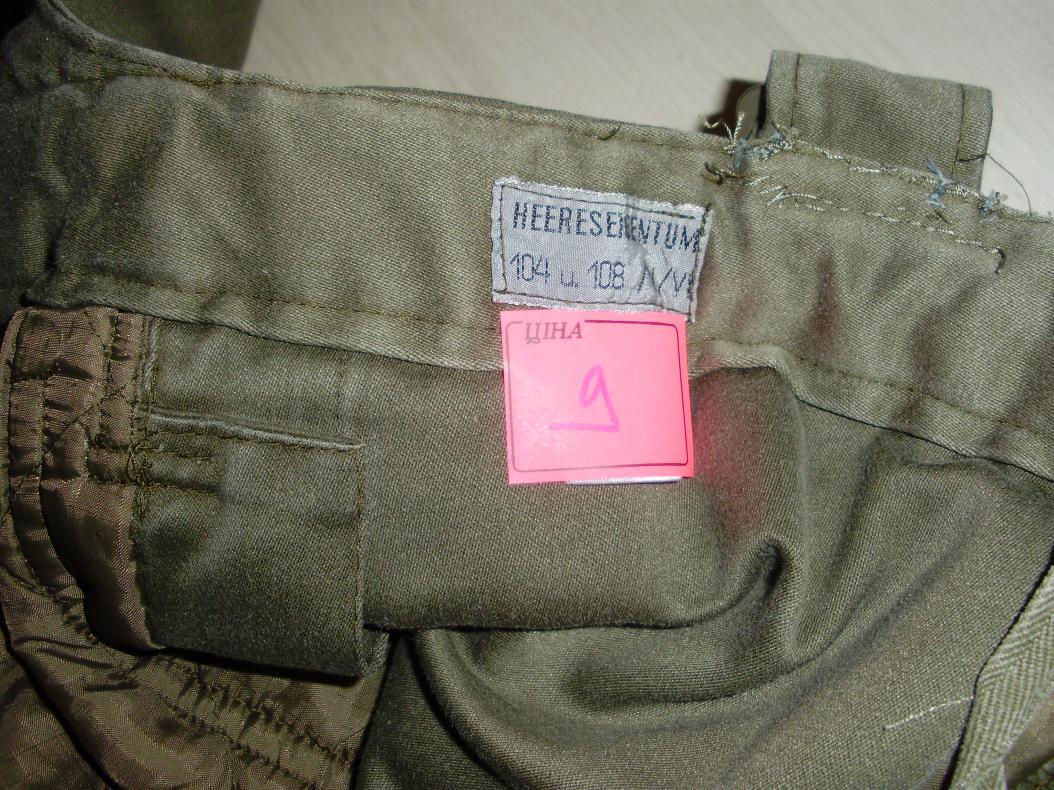 HEERESEIGENTUM
104 u. 108 /V/V
ЦІНА
9